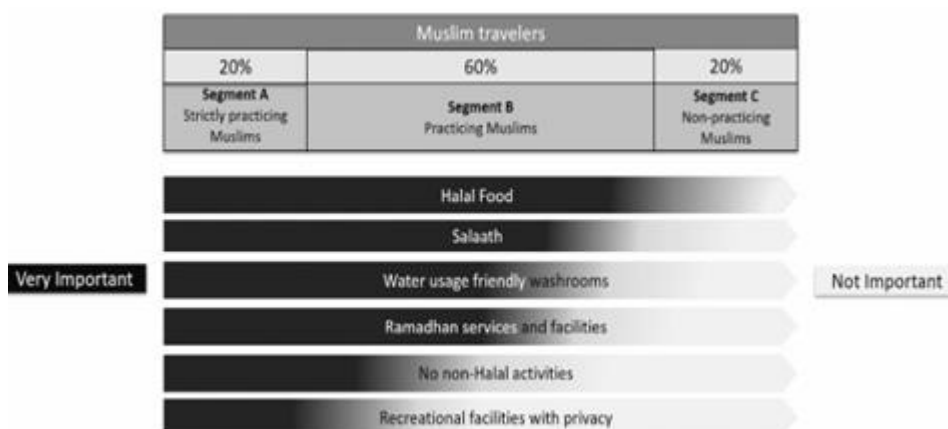 Muslim travelers
20%
60%
20%
Segment A
Strictly practicing
Muslims
Segment B
Practicing Muslims
Segment C
Non-practicing
Muslims
Halal Food
Salaath
Very Important
Water usage friendly washrooms
Not Important
Ramadhan services and facilities
No non-Halal activities
Recreational facilities with privacy